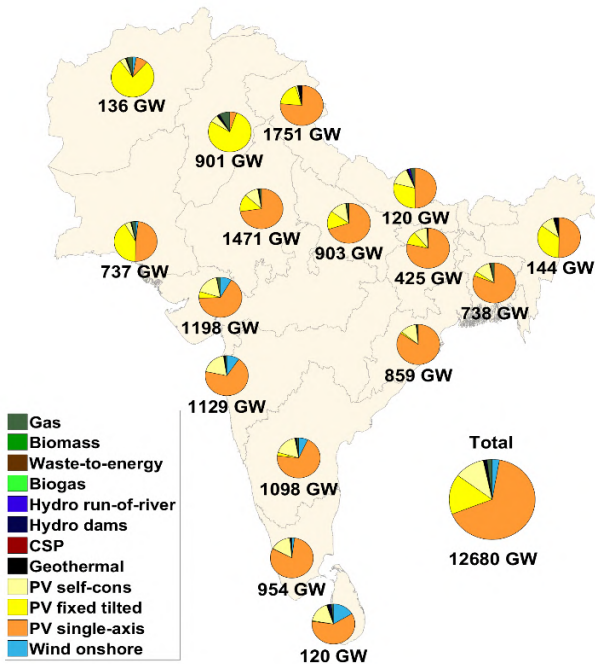 136 GW
1751 GW
901 GW
120 GW
1471 GW
903 GW
144 GW
737 GW
425 GW
738 GW
1198 GW
859 GW
1129 GW
Gas
Biomass
Waste-to-energy
Biogas
Hydro run-of-river
Hydro dams
CSP
Geothermal
PV self-cons
PV fixed tilted
PV single-axis
Wind onshore
1098 GW
954 GW
120 GW
Total
12680 GW